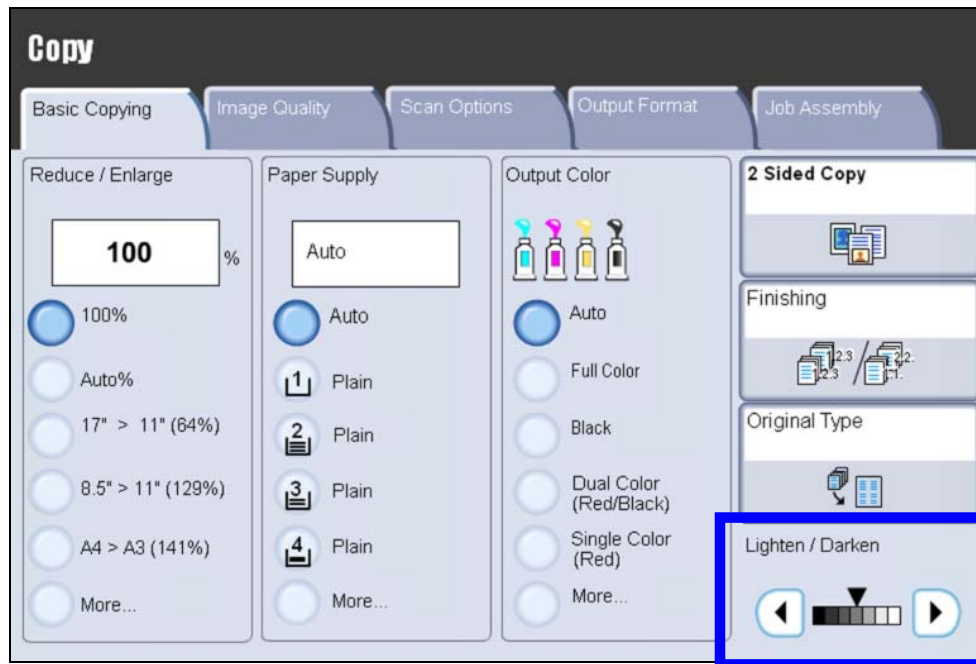 Copy
Basic Copying
Image Quality
Scan Options
Output Format
Job Assembly
Reduce / Enlarge
100
%
100%
Auto%
17" > 11" (64%)
8.5" > 11" (129%)
A4 > A3 (141%)
More...
Paper Supply
Auto
Auto
1 Plain
2 Plain
3 Plain
4 Plain
More...
Output Color
Auto
Full Color
Black
Dual Color
(Red/Black)
Single Color
(Red)
More...
2 Sided Copy
Finishing
Original Type
Lighten / Darken